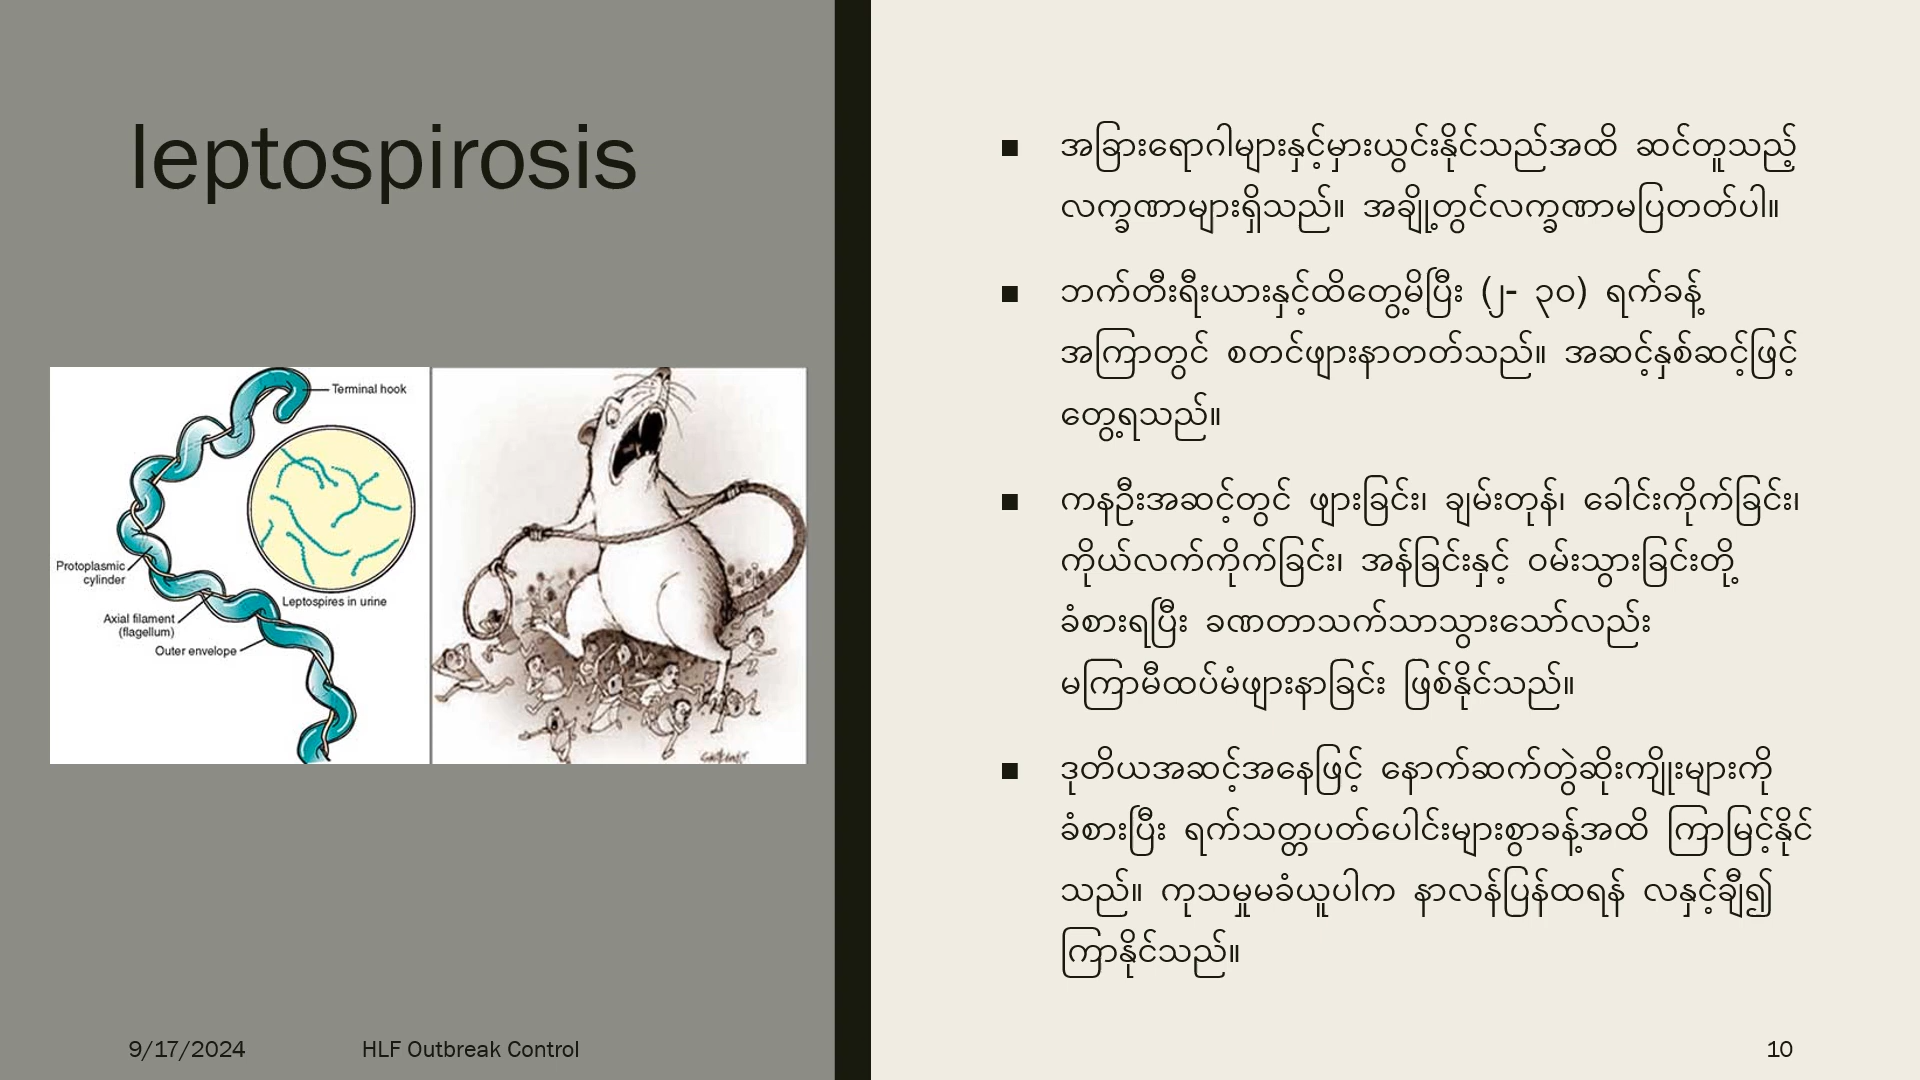 leptospirosis
Terminal hook
Protoplasmic
cylinder
Leptospires in urine
Axial filament
(flagellum)
Outer envelope
■ အခြားရောဂါများနှင့်မှားယွင်းနိုင်သည်အထိ ဆင်တူသည့်
လက္ခဏာများရှိသည်။ အချို့တွင်လက္ခဏာမပြတတ်ပါ။
■ ဘက်တီးရီးယားနှင့်ထိတွေ့မိပြီး (၂- ၃၀) ရက်ခန့်
အကြာတွင် စတင်ဖျားနာတတ်သည်။ အဆင့်နှစ်ဆင့်ဖြင့်
တွေ့ရသည်။
■ ကနဦးအဆင့်တွင် ဖျားခြင်း၊ ချမ်းတုန်၊ ခေါင်းကိုက်ခြင်း၊
ကိုယ်လက်ကိုက်ခြင်း၊ အန်ခြင်းနှင့် ဝမ်းသွားခြင်းတို့
ခံစားရပြီး ခဏတာသက်သာသွားသော်လည်း
မကြာမီထပ်မံဖျားနာခြင်း ဖြစ်နိုင်သည်။
■ ဒုတိယအဆင့်အနေဖြင့် နောက်ဆက်တွဲဆိုးကျိုးများကို
ခံစားပြီး ရက်သတ္တပတ်ပေါင်းများစွာခန့်အထိ ကြာမြင့်နိုင်
သည်။ ကုသမှုမခံယူပါက နာလန်ပြန်ထရန် လနှင့်ချီ၍
ကြာနိုင်သည်။
9/17/2024 HLF Outbreak Control 10